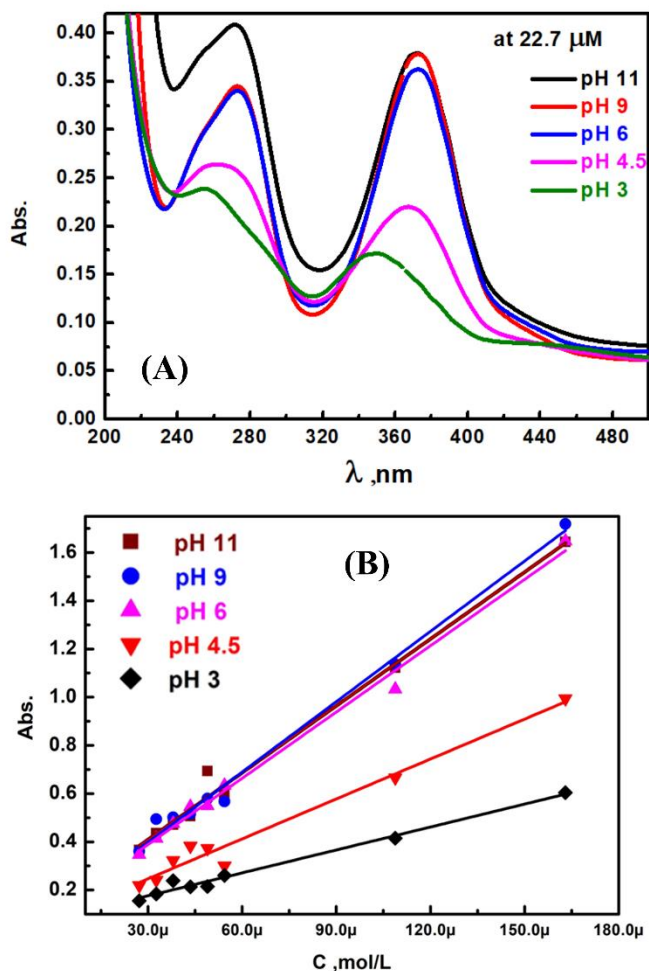 at 22.7 µM
pH 11
pH 9
pH 6
pH 4.5
pH 3
0.40
0.35
0.30
0.25
0.20
0.15
0.10
0.05
0.00
Abs.
(A)
200 240 280 320 360 400 440 480
λ ,nm
(B)
pH 11
pH 9
pH 6
pH 4.5
pH 3
1.6
1.4
1.2
1.0
0.8
0.6
0.4
0.2
Abs.
30.0µ 60.0µ 90.0µ 120.0µ 150.0µ 180.0µ
C ,mol/L